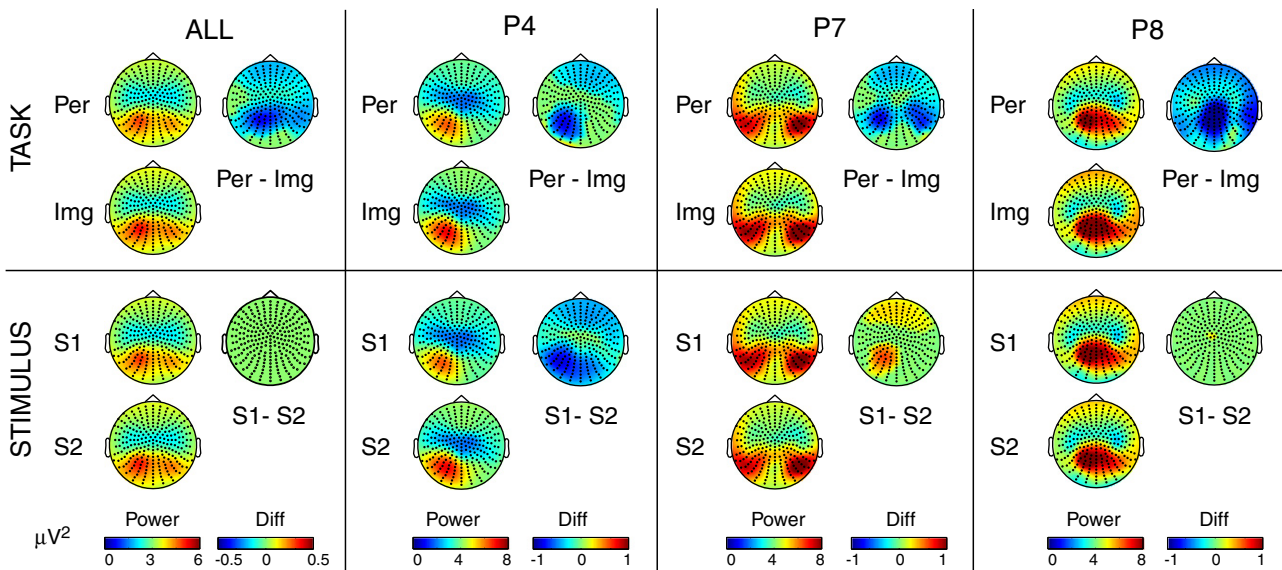 ALL P4 P7 P8
TASK
Per Per Per Per
Per - Img Per - Img Per - Img Per - Img
Img Img Img Img
STIMULUS
S1 S1 S1 S1
S1- S2 S1- S2 S1- S2 S1- S2
S2 S2 S2 S2
Power Diff Power Diff Power Diff Power Diff
μV²
0 3 6 -0.5 0 0.5 0 4 8 -1 0 1 0 4 8 -1 0 1 0 4 8 -1 0 1